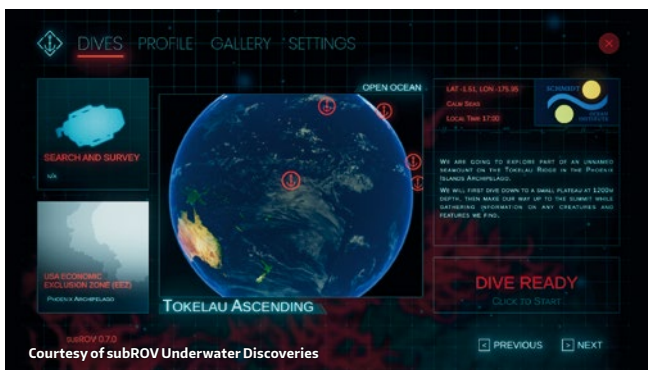 DIVES PROFILE GALLERY SETTINGS
SEARCH AND SURVEY
N/A
USA ECONOMIC
EXCLUSION ZONE (EEZ)
PHOENIX ARCHIPELAGO
OPEN OCEAN
TOKELAU ASCENDING
LAT -1.51, LON -175.95
CALM SEAS
LOCAL TIME 17:00
SCHMIDT
OCEAN
INSTITUTE
WE ARE GOING TO EXPLORE PART OF AN UNNAMED
SEAMOUNT ON THE TOKELAU RIDGE IN THE PHOENIX
ISLANDS ARCHIPELAGO.
WE WILL FIRST DIVE DOWN TO A SMALL PLATEAU AT 1200M
DEPTH, THEN MAKE OUR WAY UP TO THE SUMMIT WHILE
GATHERING INFORMATION ON ANY CREATURES AND
FEATURES WE FIND.
DIVE READY
CLICK TO START
subROV 0.7.0
< PREVIOUS > NEXT
Courtesy of subROV Underwater Discoveries